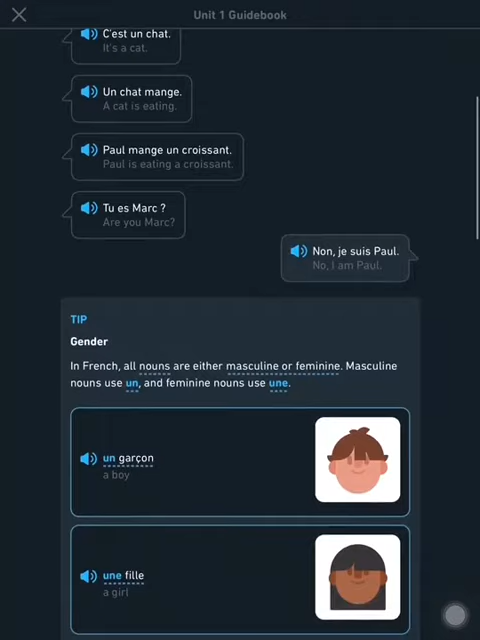 Unit 1 Guidebook
C'est un chat.
It's a cat.
Un chat mange.
A cat is eating.
Paul mange un croissant.
Paul is eating a croissant.
Tu es Marc ?
Are you Marc?
Non, je suis Paul.
No, I am Paul.
TIP
Gender
In French, all nouns are either masculine or feminine. Masculine
nouns use un, and feminine nouns use une.
un garçon
a boy
une fille
a girl